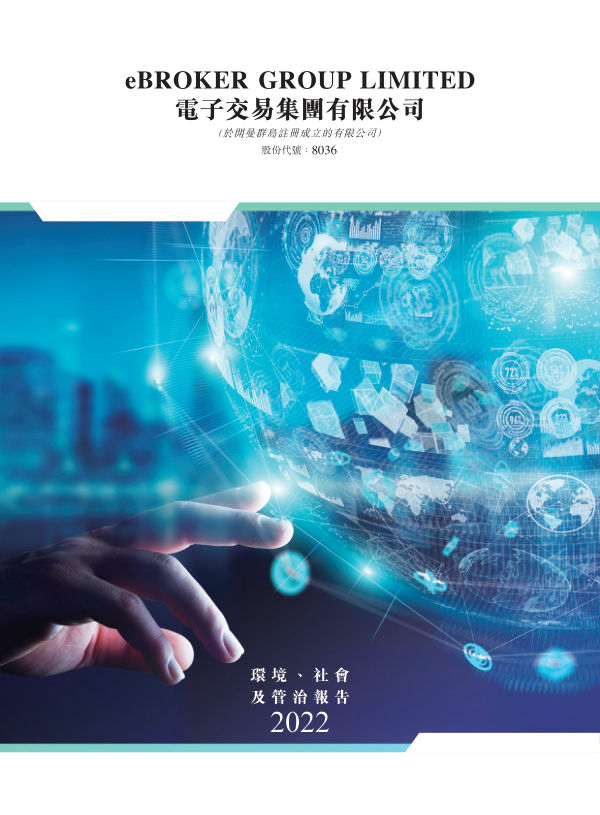 eBROKER GROUP LIMITED
電子交易集團有限公司
(於開曼群島註冊成立的有限公司)
股份代號：8036
環境、社會
及管治報告
2022